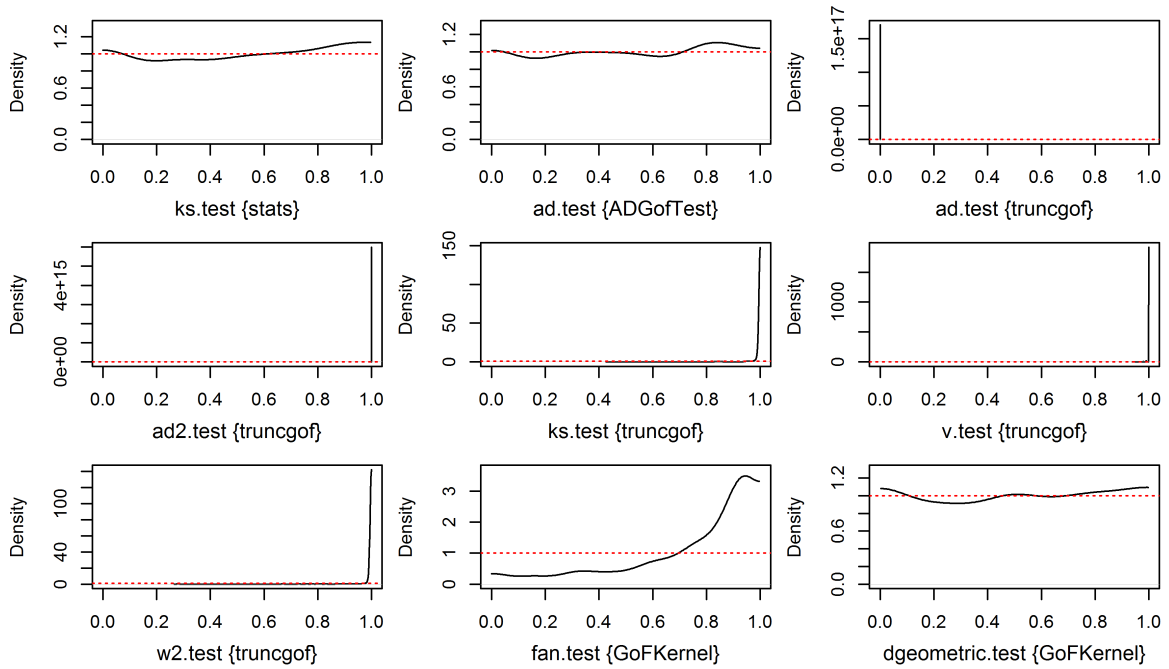 Density
0.0 0.6 1.2
0.0 0.2 0.4 0.6 0.8 1.0
ks.test {stats}
Density
0.0 0.6 1.2
0.0 0.2 0.4 0.6 0.8 1.0
ad.test {ADGofTest}
Density
0.0e+00 1.5e+17
0.0 0.2 0.4 0.6 0.8 1.0
ad.test {truncgof}
Density
0e+00 4e+15
0.0 0.2 0.4 0.6 0.8 1.0
ad2.test {truncgof}
Density
0 50 150
0.0 0.2 0.4 0.6 0.8 1.0
ks.test {truncgof}
Density
0 1000
0.0 0.2 0.4 0.6 0.8 1.0
v.test {truncgof}
Density
0 40 100
0.0 0.2 0.4 0.6 0.8 1.0
w2.test {truncgof}
Density
0 1 2 3
0.0 0.2 0.4 0.6 0.8 1.0
fan.test {GoFKernel}
Density
0.0 0.6 1.2
0.0 0.2 0.4 0.6 0.8 1.0
dgeometric.test {GoFKernel}